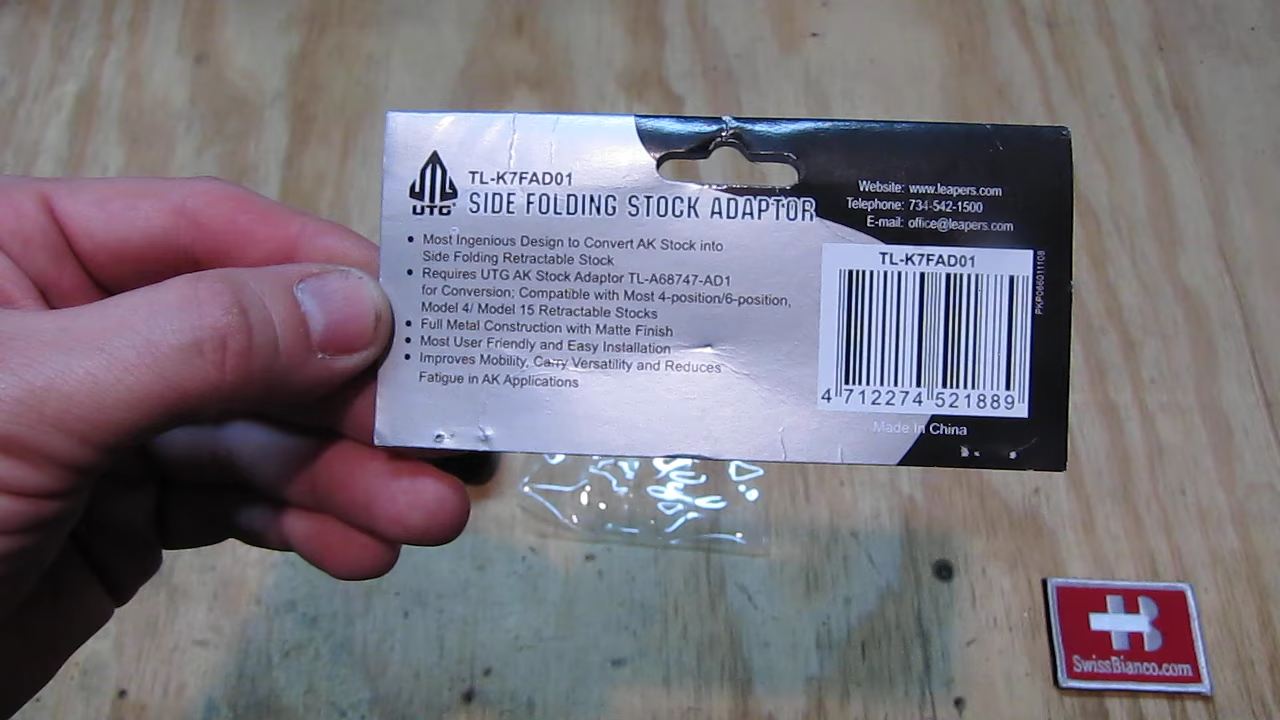 UTG
TL-K7FAD01
SIDE FOLDING STOCK ADAPTOR
• Most Ingenious Design to Convert AK Stock into
Side Folding Retractable Stock
• Requires UTG AK Stock Adaptor TL-A68747-AD1
for Conversion; Compatible with Most 4-position/6-position,
Model 4/ Model 15 Retractable Stocks
• Full Metal Construction with Matte Finish
• Most User Friendly and Easy Installation
• Improves Mobility, Carry Versatility and Reduces
Fatigue in AK Applications
Website: www.leapers.com
Telephone: 734-542-1500
E-mail: office@leapers.com
TL-K7FAD01
4 712274 521889
Made In China
SwissBianco.com